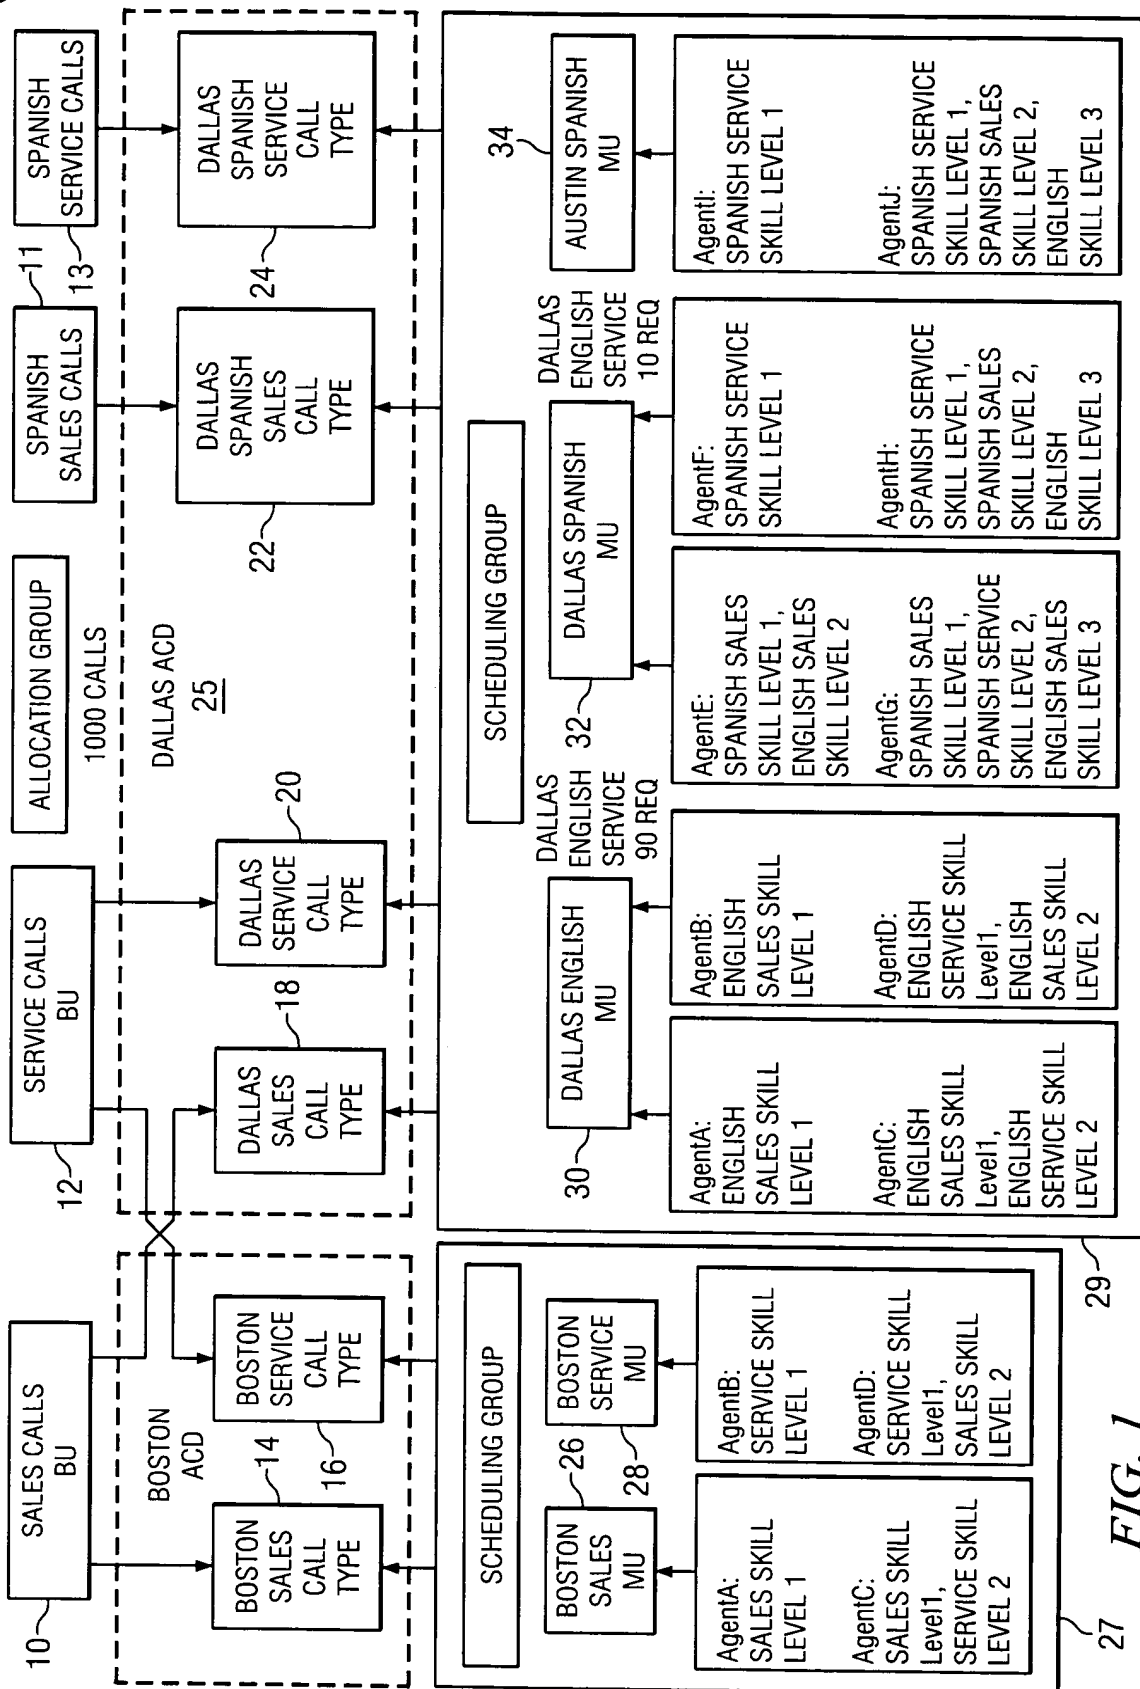 SALES CALLS
BU
10
SERVICE CALLS
BU
12
ALLOCATION GROUP
1000 CALLS
SPANISH
SALES CALLS
11
SPANISH
SERVICE CALLS
13
BOSTON
ACD
BOSTON
SALES
CALL
TYPE
14
BOSTON
SERVICE
CALL
TYPE
16
DALLAS ACD
25
DALLAS
SALES
CALL
TYPE
18
DALLAS
SERVICE
CALL
TYPE
20
DALLAS
SPANISH
SALES
CALL
TYPE
22
DALLAS
SPANISH
SERVICE
CALL
TYPE
24
SCHEDULING GROUP
BOSTON
SALES
MU
26
BOSTON
SERVICE
MU
28
AgentA:
SALES SKILL
LEVEL 1
AgentC:
SALES SKILL
Level1,
SERVICE SKILL
LEVEL 2
AgentB:
SERVICE SKILL
LEVEL 1
AgentD:
SERVICE SKILL
Level1,
SALES SKILL
LEVEL 2
27
SCHEDULING GROUP
DALLAS ENGLISH
MU
30
DALLAS
ENGLISH
SERVICE
90 REQ
DALLAS SPANISH
MU
32
DALLAS
ENGLISH
SERVICE
10 REQ
AUSTIN SPANISH
MU
34
AgentA:
ENGLISH
SALES SKILL
LEVEL 1
AgentC:
ENGLISH
SALES SKILL
Level1,
ENGLISH
SERVICE SKILL
LEVEL 2
AgentB:
ENGLISH
SALES SKILL
LEVEL 1
AgentD:
ENGLISH
SERVICE SKILL
Level1,
ENGLISH
SALES SKILL
LEVEL 2
AgentE:
SPANISH SALES
SKILL LEVEL 1,
ENGLISH SALES
SKILL LEVEL 2
AgentG:
SPANISH SALES
SKILL LEVEL 1,
SPANISH SERVICE
SKILL LEVEL 2,
ENGLISH SALES
SKILL LEVEL 3
AgentF:
SPANISH SERVICE
SKILL LEVEL 1
AgentH:
SPANISH SERVICE
SKILL LEVEL 1,
SPANISH SALES
SKILL LEVEL 2,
ENGLISH
SKILL LEVEL 3
AgentI:
SPANISH SERVICE
SKILL LEVEL 1
AgentJ:
SPANISH SERVICE
SKILL LEVEL 1,
SPANISH SALES
SKILL LEVEL 2,
ENGLISH
SKILL LEVEL 3
29
FIG. 1